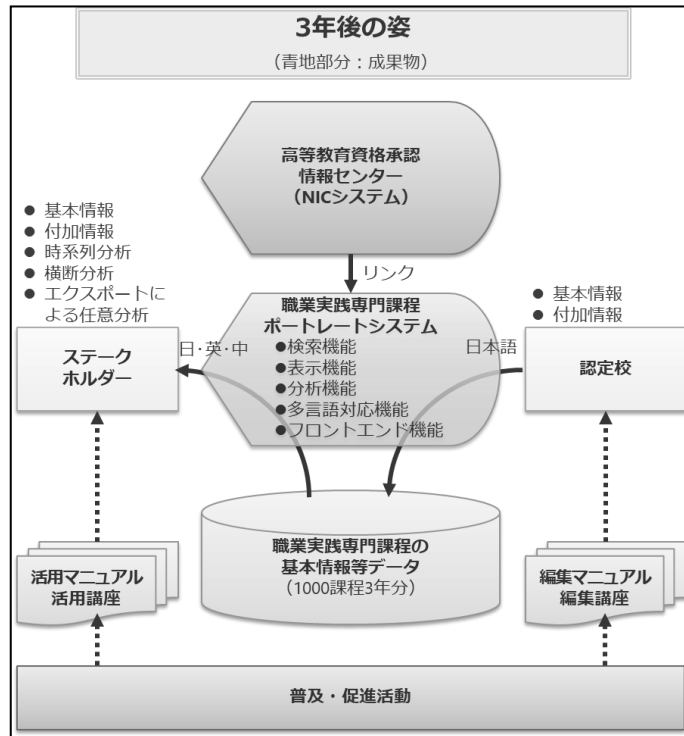 3年後の姿
（青地部分：成果物）
高等教育資格承認
情報センター
（NICシステム）
● 基本情報
● 付加情報
● 時系列分析
● 横断分析
● エクスポートに
よる任意分析
リンク
● 基本情報
● 付加情報
職業実践専門課程
ポートレートシステム
●検索機能
●表示機能
●分析機能
●多言語対応機能
●フロントエンド機能
日・英・中
日本語
ステーク
ホルダー
認定校
職業実践専門課程の
基本情報等データ
（1000課程3年分）
活用マニュアル
活用講座
編集マニュアル
編集講座
普及・促進活動